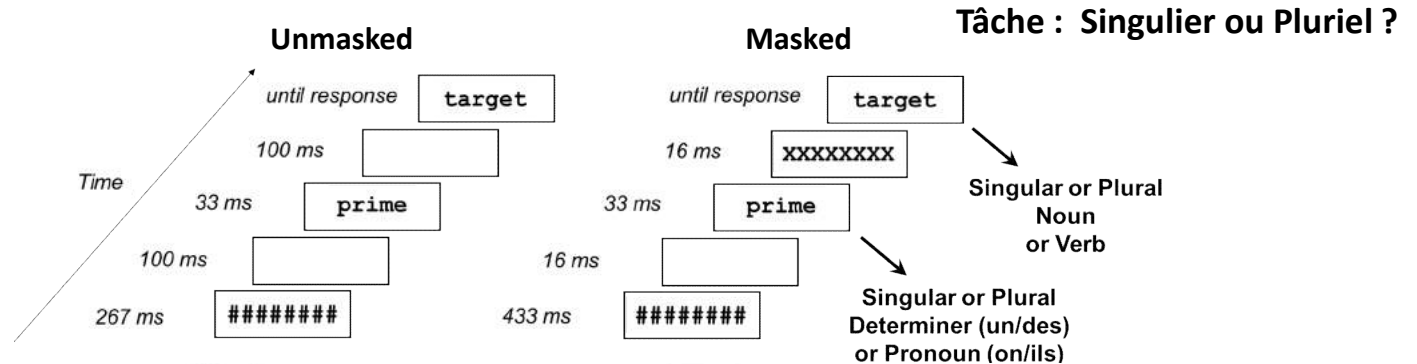 Tâche : Singulier ou Pluriel ?
Unmasked
Masked
until response
target
100 ms
Time
33 ms
prime
100 ms
267 ms
########
until response
target
16 ms
XXXXXXXX
33 ms
prime
16 ms
433 ms
########
Singular or Plural
Noun
or Verb
Singular or Plural
Determiner (un/des)
or Pronoun (on/ils)